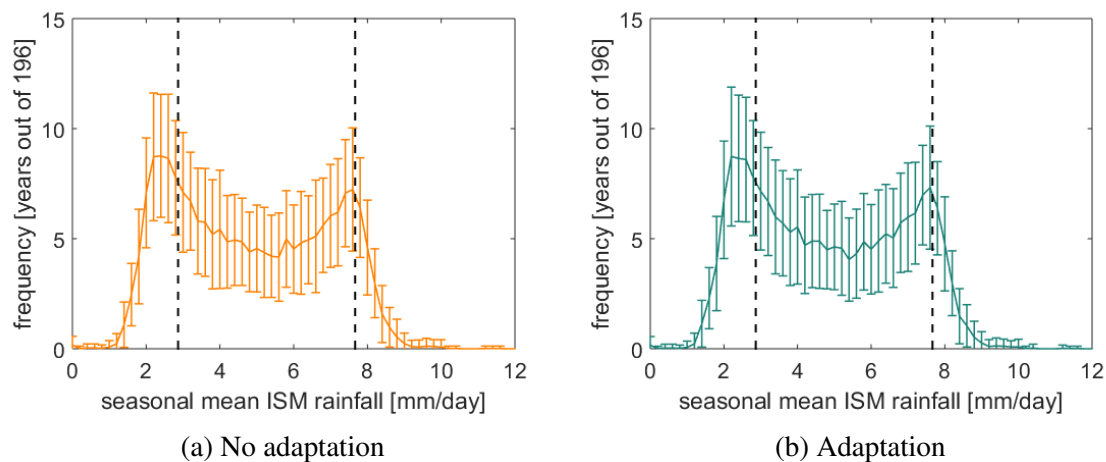 15
10
5
0
frequency [years out of 196]
0 2 4 6 8 10 12
seasonal mean ISM rainfall [mm/day]
(a) No adaptation
15
10
5
0
frequency [years out of 196]
0 2 4 6 8 10 12
seasonal mean ISM rainfall [mm/day]
(b) Adaptation